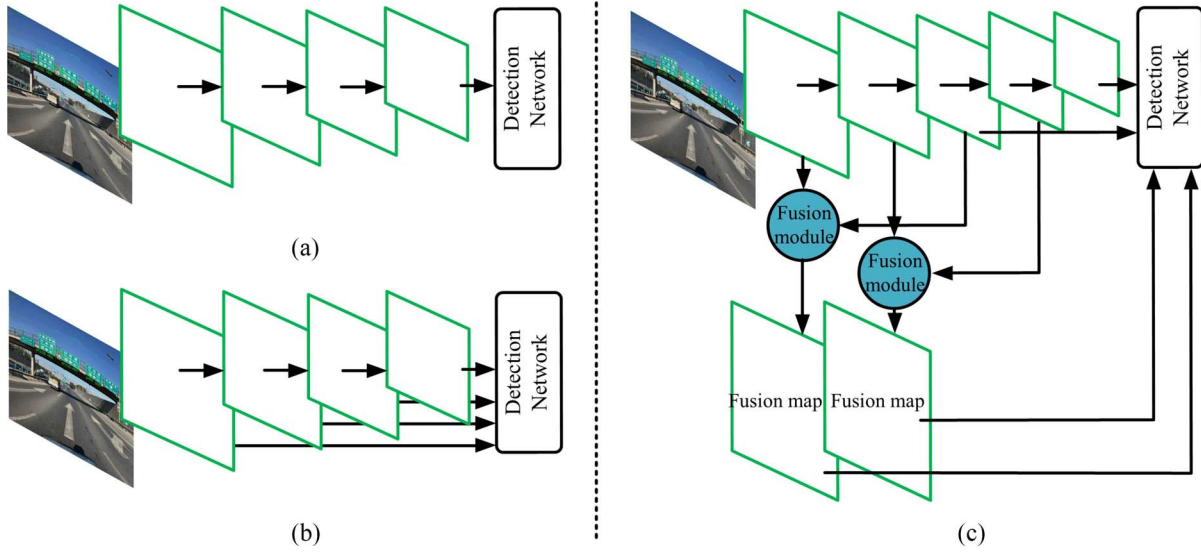 Detection
Network
(a)
Detection
Network
(b)
Detection
Network
Fusion
module
Fusion
module
Fusion map
Fusion map
(c)